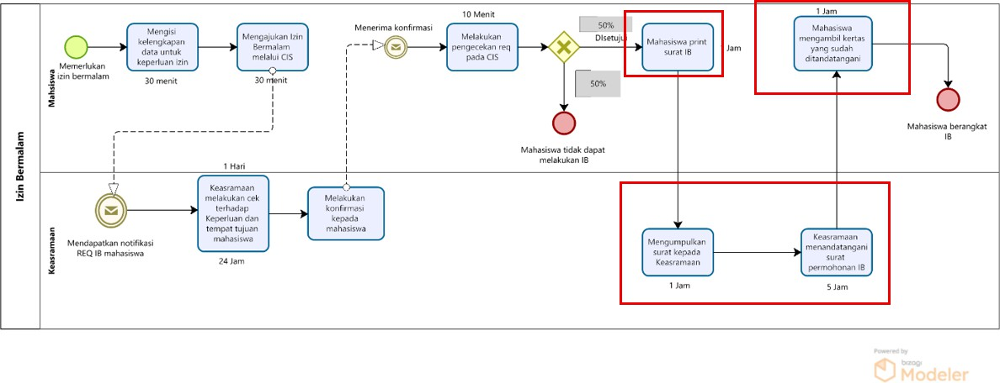 Izin Bermalam
Mahsiswa
Memerlukan
izin bermalam
Mengisi
kelengkapan
data untuk
keperluan izin
30 menit
Mengajukan Izin
Bermalam
melalui CIS
30 menit
Menerima konfirmasi
10 Menit
Melakukan
pengecekan req
pada CIS
50%
DIsetujui
50%
Mahasiswa tidak dapat
melakukan IB
Mahasiswa print
surat IB
Jam
1 Jam
Mahasiswa
mengambil kertas
yang sudah
ditandatangani
Mahasiswa berangkat
IB
Keasramaan
Mendapatkan notifikasi
REQ IB mahasiswa
1 Hari
Keasramaan
melakukan cek
terhadap
Keperluan dan
tempat tujuan
mahasiswa
24 Jam
Melakukan
konfirmasi
kepada
mahasiswa
Mengumpulkan
surat kepada
Keasramaan
1 Jam
Keasramaan
menandatangani
surat
permohonan IB
5 Jam
Powered by
bizagi
Modeler